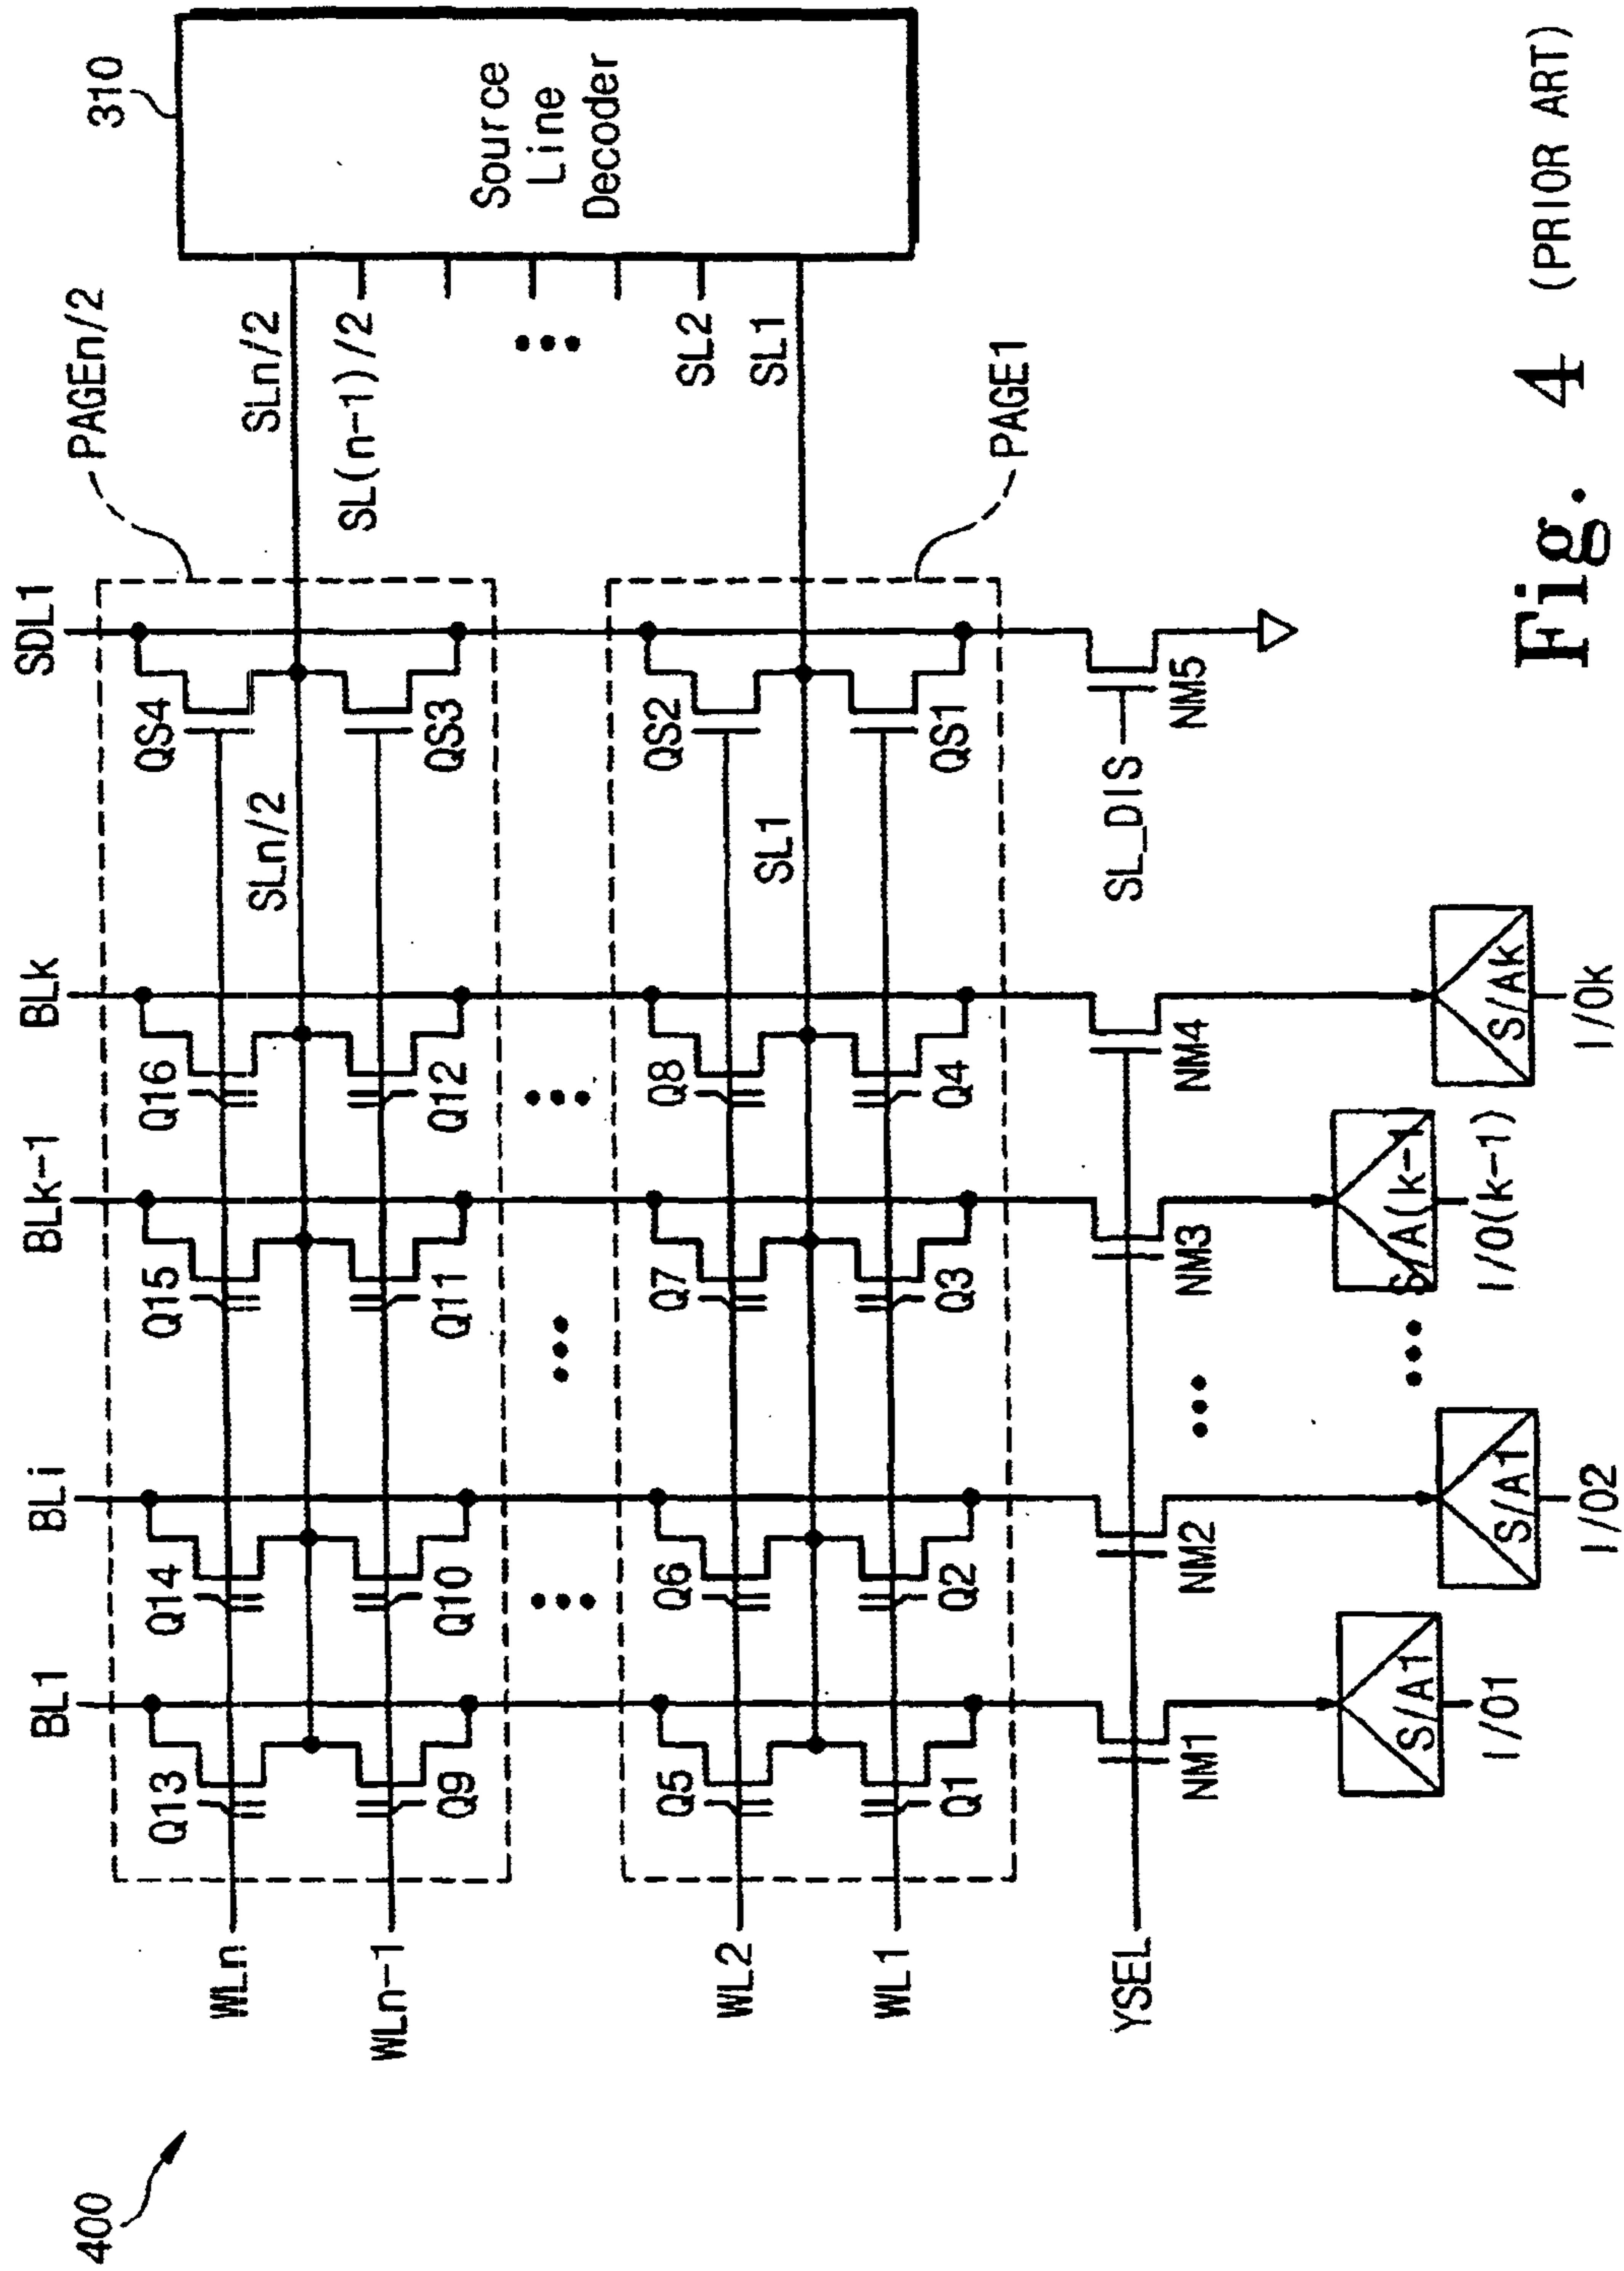 400
BL1
BLi
BLk-1
BLk
SDL1
PAGEn/2
310
Source
Line
Decoder
WLn
Q13
Q14
Q15
Q16
QS4
SLn/2
SLn/2
SL(n-1)/2
WLn-1
Q9
Q10
Q11
Q12
QS3
SL2
SL1
WL2
Q5
Q6
Q7
Q8
QS2
SL1
WL1
Q1
Q2
Q3
Q4
QS1
PAGE1
YSEL
NM1
NM2
NM3
NM4
SL_DIS
NM5
S/A1
S/A1
S/A(k-1
S/Ak
I/O1
I/O2
I/O(k-1)
I/Ok
Fig. 4 (PRIOR ART)